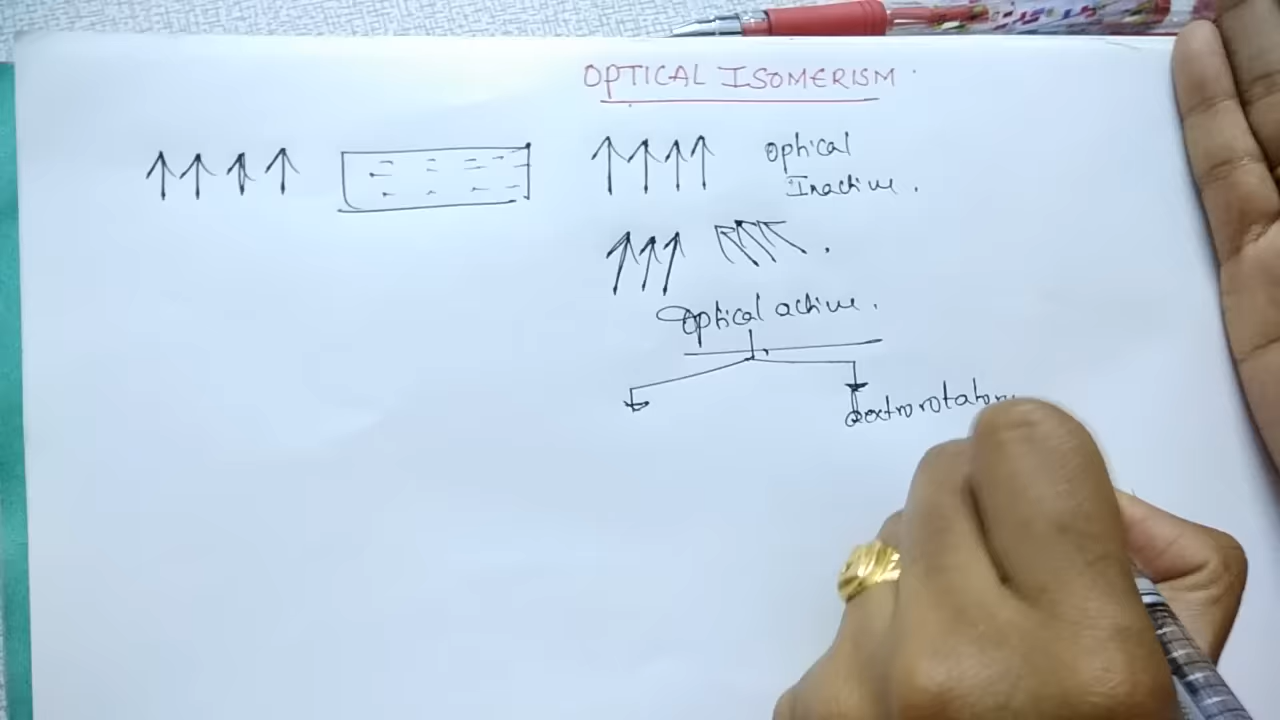 OPTICAL ISOMERISM
Optical
Inactive.
Optical active.
dextrorotatory